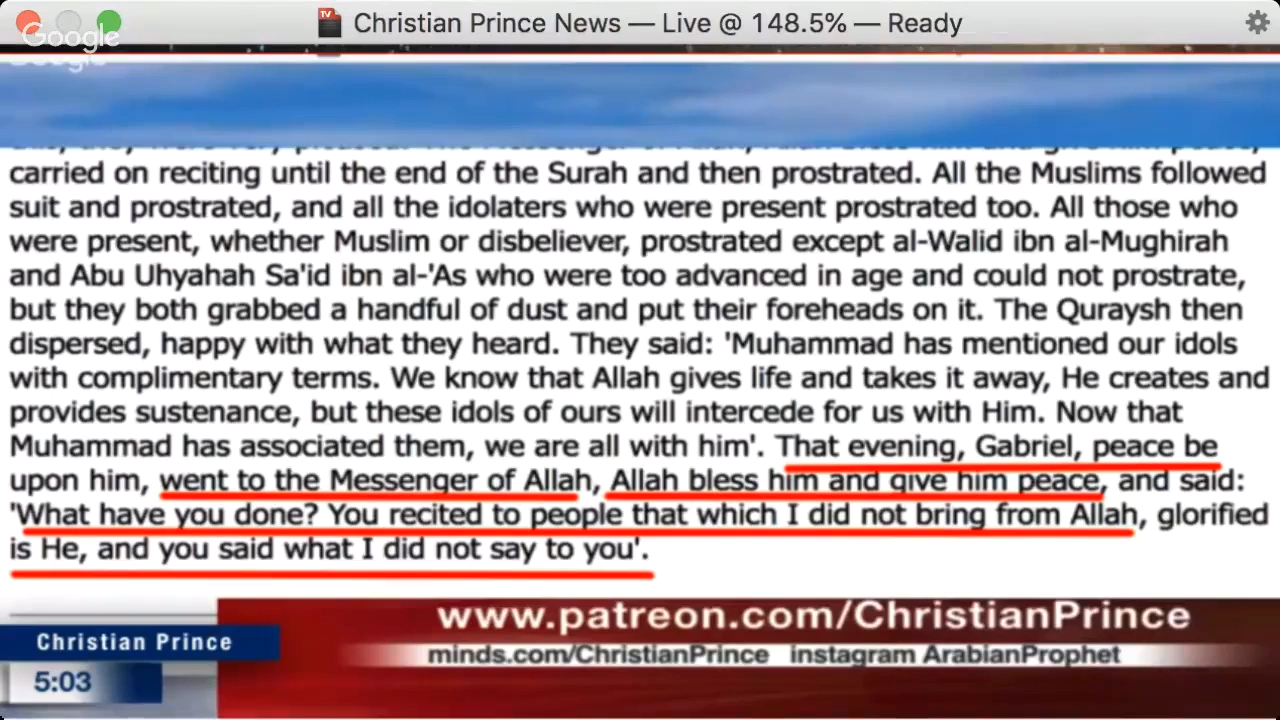 Christian Prince News — Live @ 148.5% — Ready
Google
carried on reciting until the end of the Surah and then prostrated. All the Muslims followed
suit and prostrated, and all the idolaters who were present prostrated too. All those who
were present, whether Muslim or disbeliever, prostrated except al-Walid ibn al-Mughirah
and Abu Uhyahah Sa'id ibn al-'As who were too advanced in age and could not prostrate,
but they both grabbed a handful of dust and put their foreheads on it. The Quraysh then
dispersed, happy with what they heard. They said: 'Muhammad has mentioned our idols
with complimentary terms. We know that Allah gives life and takes it away, He creates and
provides sustenance, but these idols of ours will intercede for us with Him. Now that
Muhammad has associated them, we are all with him'. That evening, Gabriel, peace be
upon him, went to the Messenger of Allah, Allah bless him and give him peace, and said:
'What have you done? You recited to people that which I did not bring from Allah, glorified
is He, and you said what I did not say to you'.
www.patreon.com/ChristianPrince
Christian Prince
minds.com/ChristianPrince instagram ArabianProphet
5:03